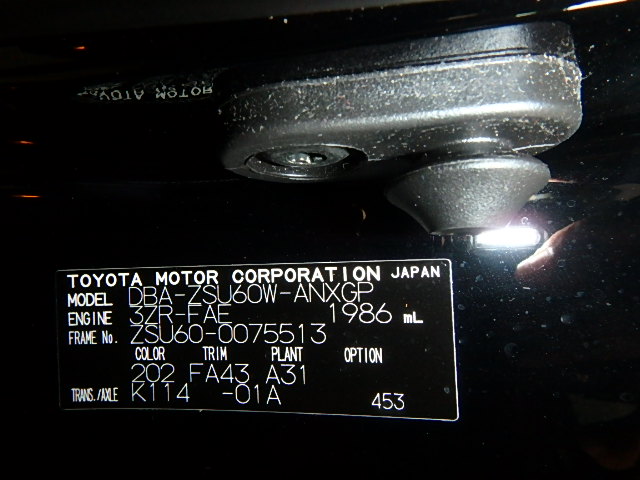 TOYOTA MOTOR CORPORATION JAPAN
MODEL DBA-ZSU60W-ANXGP
ENGINE 3ZR-FAE 1986 mL
FRAME No. ZSU60-0075513
COLOR TRIM PLANT OPTION
202 FA43 A31
TRANS./AXLE K114 -01A 453